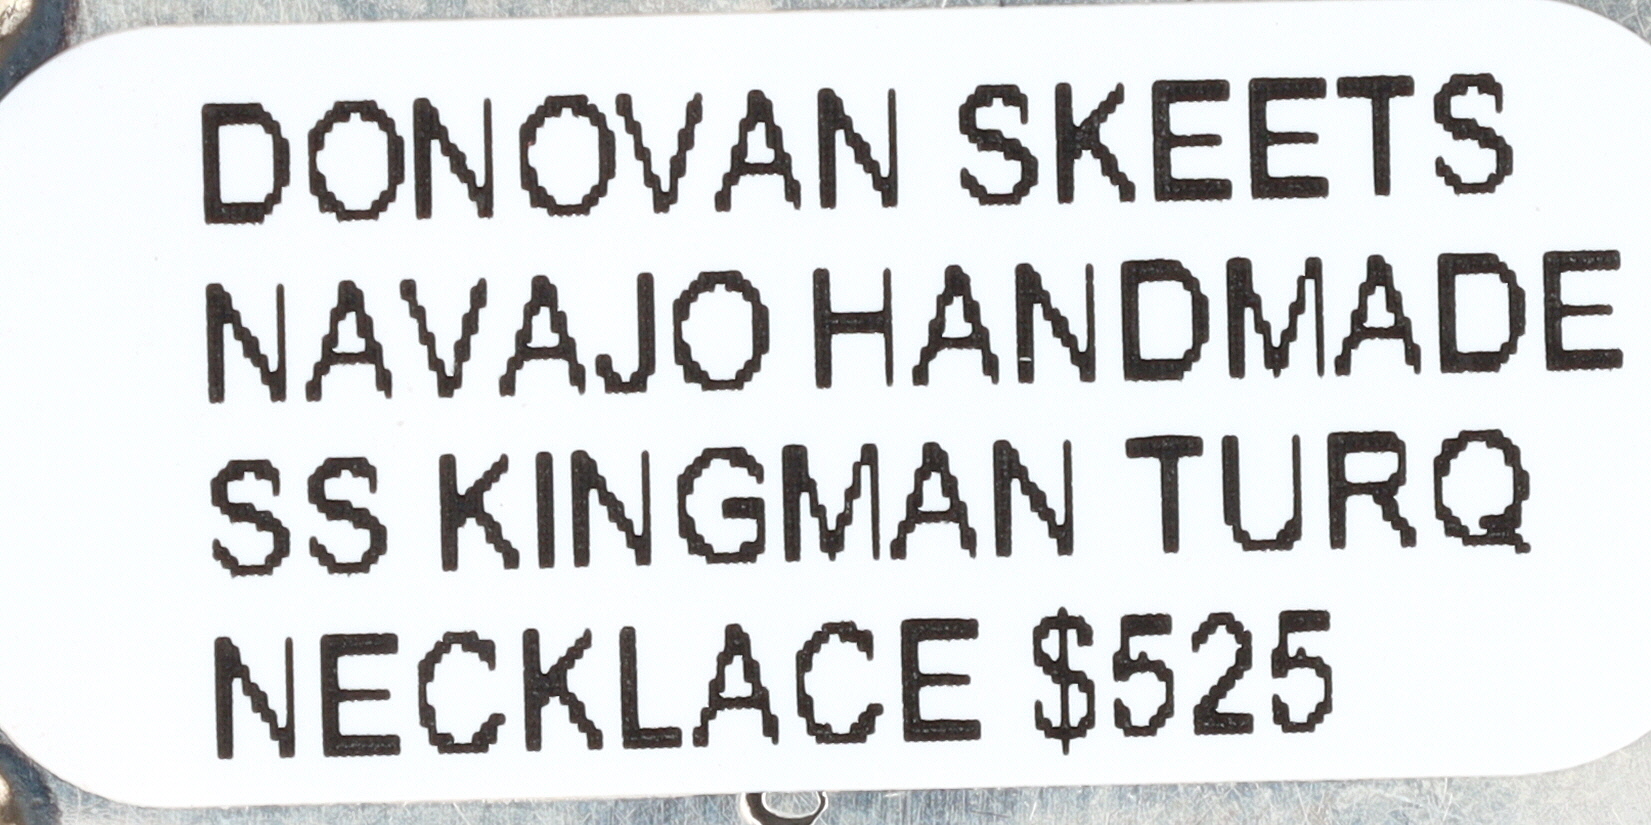 DONOVAN SKEETS
NAVAJO HANDMADE
SS KINGMAN TURQ
NECKLACE $525